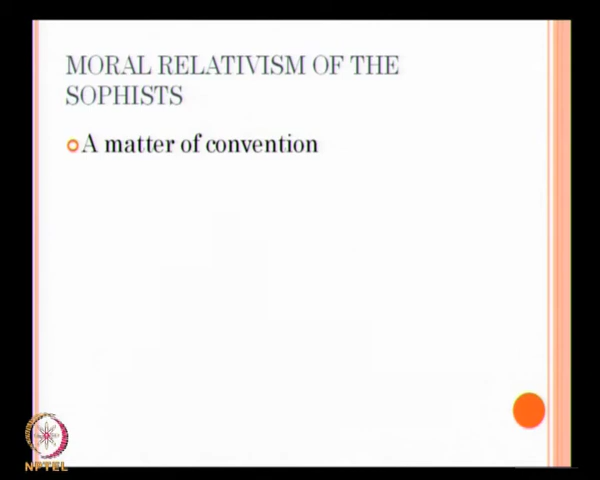 MORAL RELATIVISM OF THE
SOPHISTS
A matter of convention
NPTEL